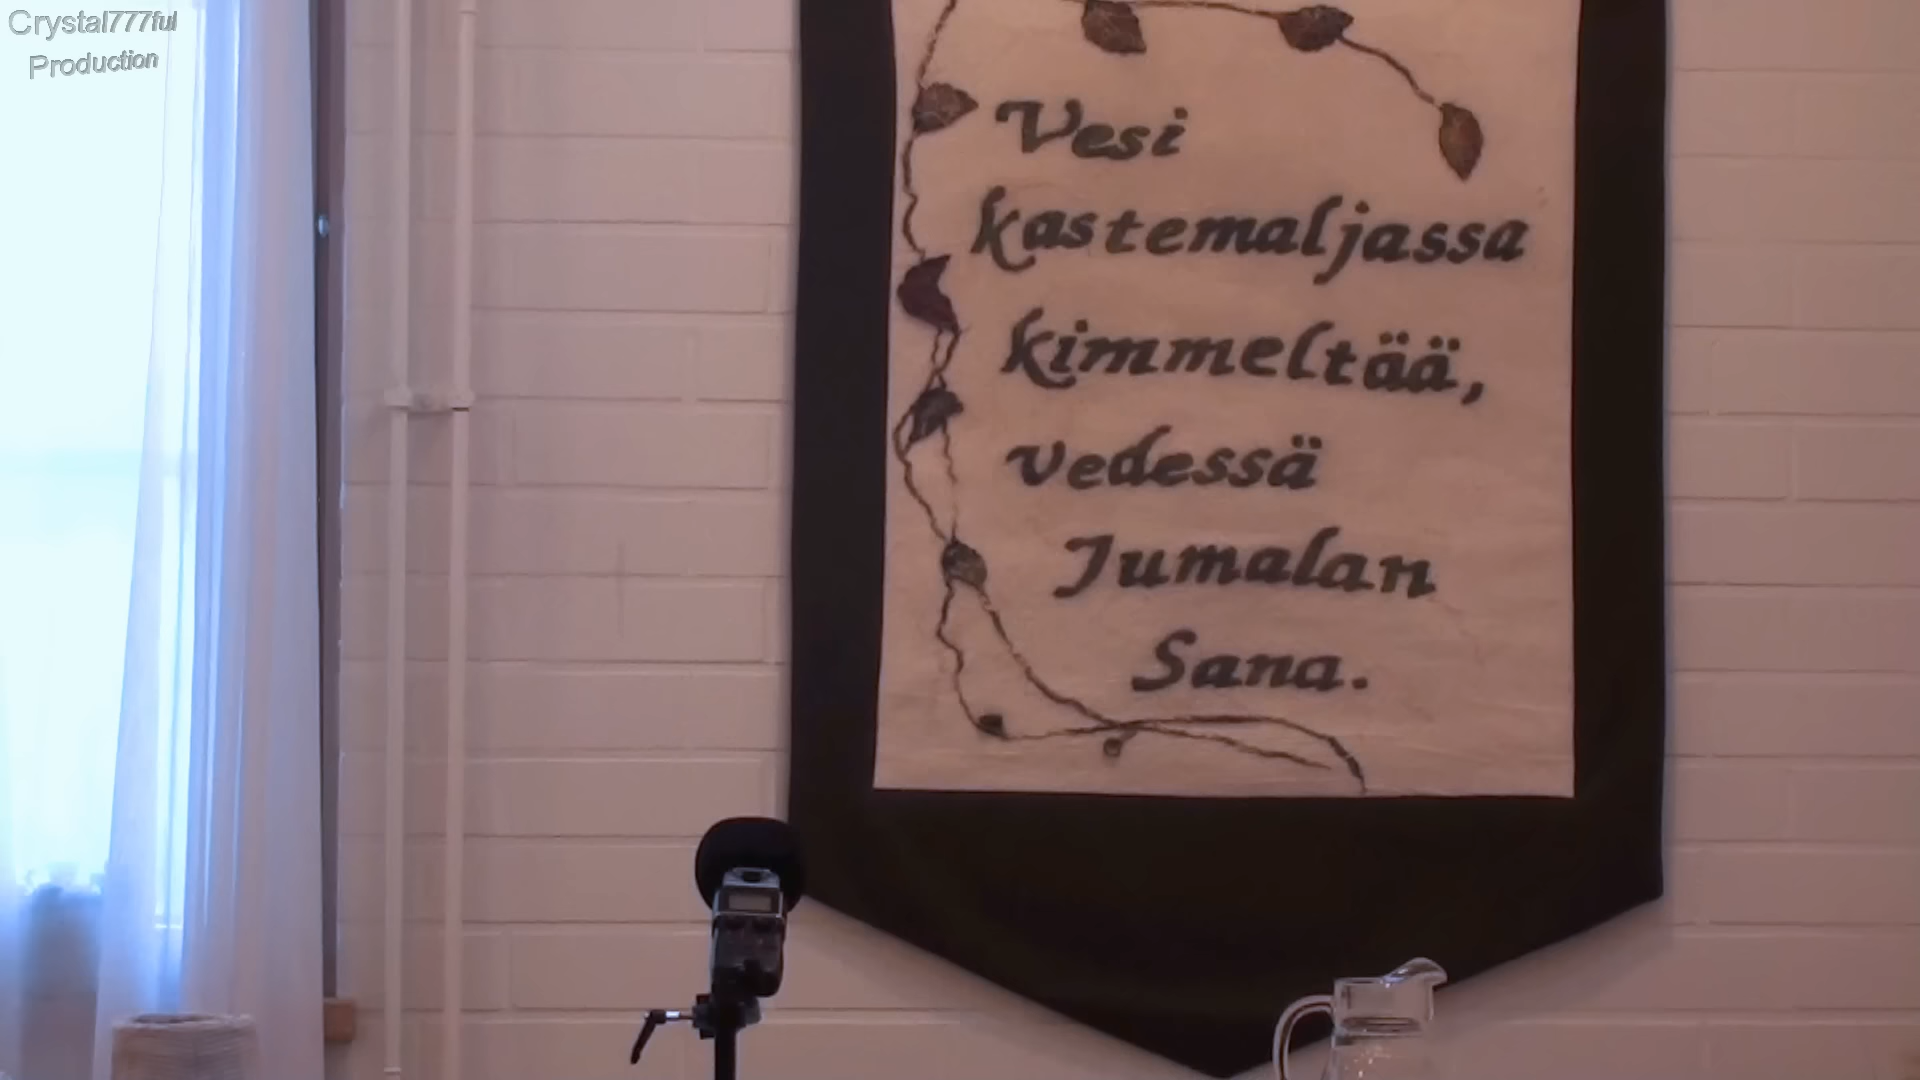 Crystal777ful
Production
Vesi
kastemaljassa
kimmeltää,
vedessä
Jumalan
Sana.